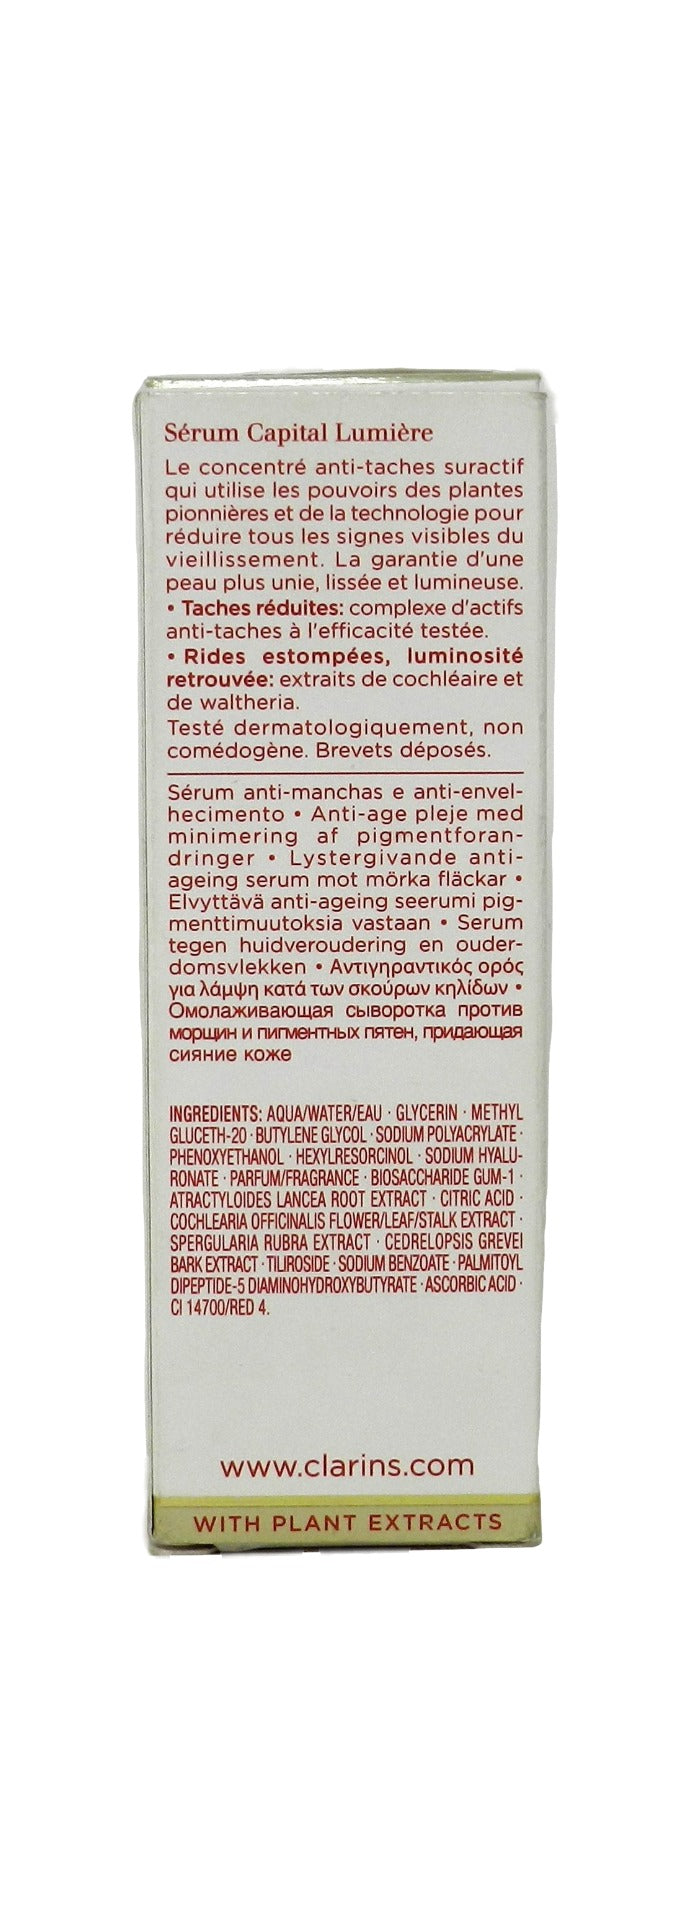 Sérum Capital Lumière
Le concentré anti-taches suractif
qui utilise les pouvoirs des plantes
pionnières et de la technologie pour
réduire tous les signes visibles du
vieillissement. La garantie d'une
peau plus unie, lissée et lumineuse.
• Taches réduites: complexe d'actifs
anti-taches à l'efficacité testée.
• Rides estompées, luminosité
retrouvée: extraits de cochléaire et
de waltheria.
Testé dermatologiquement, non
comédogène. Brevets déposés.
Sérum anti-manchas e anti-envel-
hecimento • Anti-age pleje med
minimering af pigmentforan-
dringer • Lystergivande anti-
ageing serum mot mörka fläckar •
Elvyttävä anti-ageing seerumi pig-
menttimuutoksia vastaan • Serum
tegen huidveroudering en ouder-
domsvlekken • Αντιγηραντικός ορός
για λάμψη κατά των σκούρων κηλίδων •
Омолаживающая сыворотка против
морщин и пигментных пятен, придающая
сияние коже
INGREDIENTS: AQUA/WATER/EAU · GLYCERIN · METHYL
GLUCETH-20 · BUTYLENE GLYCOL · SODIUM POLYACRYLATE ·
PHENOXYETHANOL · HEXYLRESORCINOL · SODIUM HYALU-
RONATE · PARFUM/FRAGRANCE · BIOSACCHARIDE GUM-1 ·
ATRACTYLOIDES LANCEA ROOT EXTRACT · CITRIC ACID ·
COCHLEARIA OFFICINALIS FLOWER/LEAF/STALK EXTRACT ·
SPERGULARIA RUBRA EXTRACT · CEDRELOPSIS GREVEI
BARK EXTRACT · TILIROSIDE · SODIUM BENZOATE · PALMITOYL
DIPEPTIDE-5 DIAMINOHYDROXYBUTYRATE · ASCORBIC ACID ·
CI 14700/RED 4.
www.clarins.com
WITH PLANT EXTRACTS